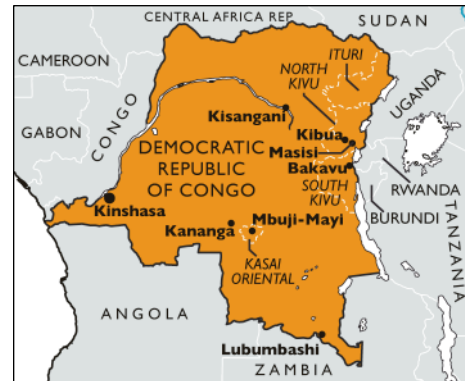 CENTRAL AFRICA REP.
SUDAN
CAMEROON
ITURI
NORTH
KIVU
UGANDA
CONGO
GABON
Kisangani
Kibua
DEMOCRATIC
REPUBLIC
OF CONGO
Masisi
Bakavu
SOUTH
KIVU
RWANDA
BURUNDI
TANZANIA
Kinshasa
Kananga
Mbuji-Mayi
KASAI
ORIENTAL
ANGOLA
Lubumbashi
ZAMBIA